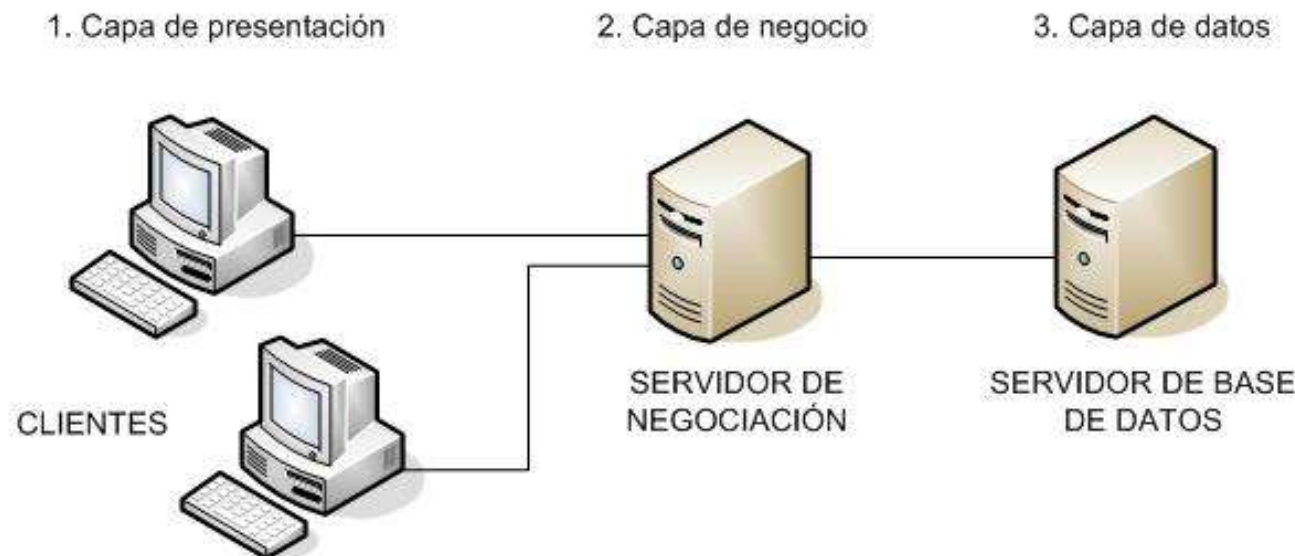 1. Capa de presentación
2. Capa de negocio
3. Capa de datos
CLIENTES
SERVIDOR DE
NEGOCIACIÓN
SERVIDOR DE BASE
DE DATOS